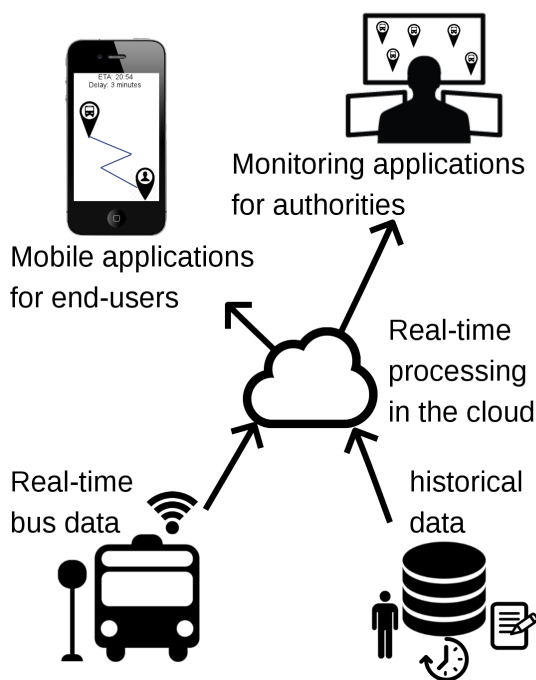 ETA: 20:54
Delay: 3 minutes
Monitoring applications
for authorities
Mobile applications
for end-users
Real-time
processing
in the cloud
Real-time
bus data
historical
data